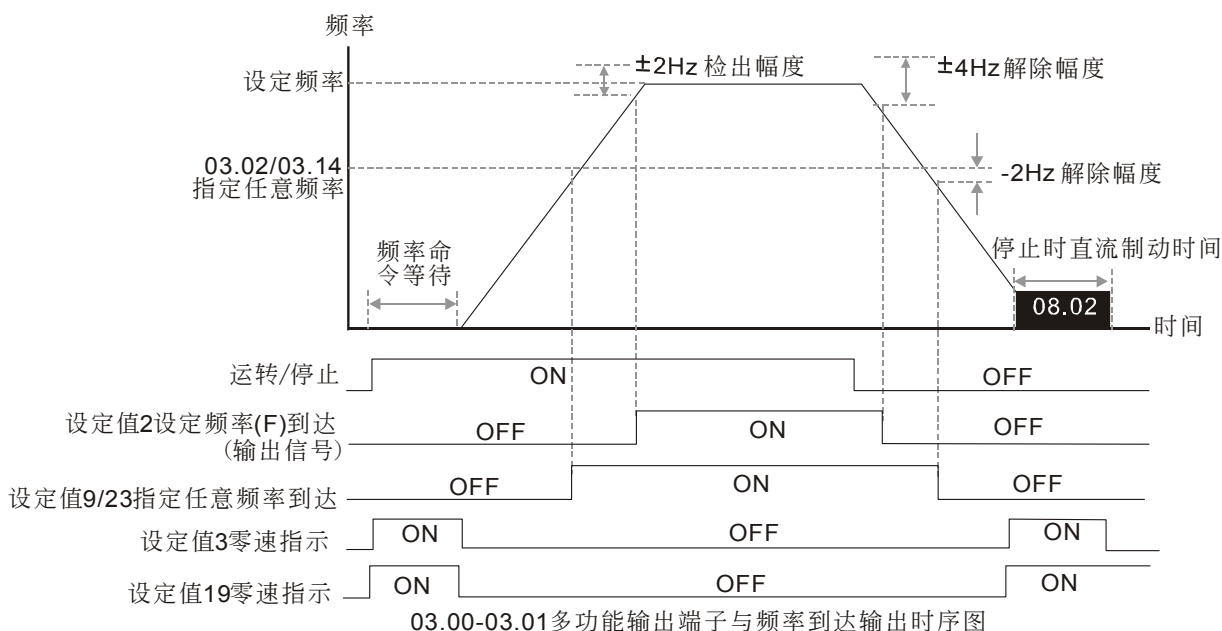 频率
±2Hz 检出幅度
±4Hz 解除幅度
设定频率
03.02/03.14
指定任意频率
-2Hz 解除幅度
频率命
令等待
停止时直流制动时间
08.02
时间
运转/停止
ON
OFF
设定值2设定频率(F)到达
(输出信号)
OFF
ON
OFF
设定值9/23指定任意频率到达
OFF
ON
OFF
设定值3零速指示
ON
OFF
ON
设定值19零速指示
ON
OFF
ON
03.00-03.01多功能输出端子与频率到达输出时序图